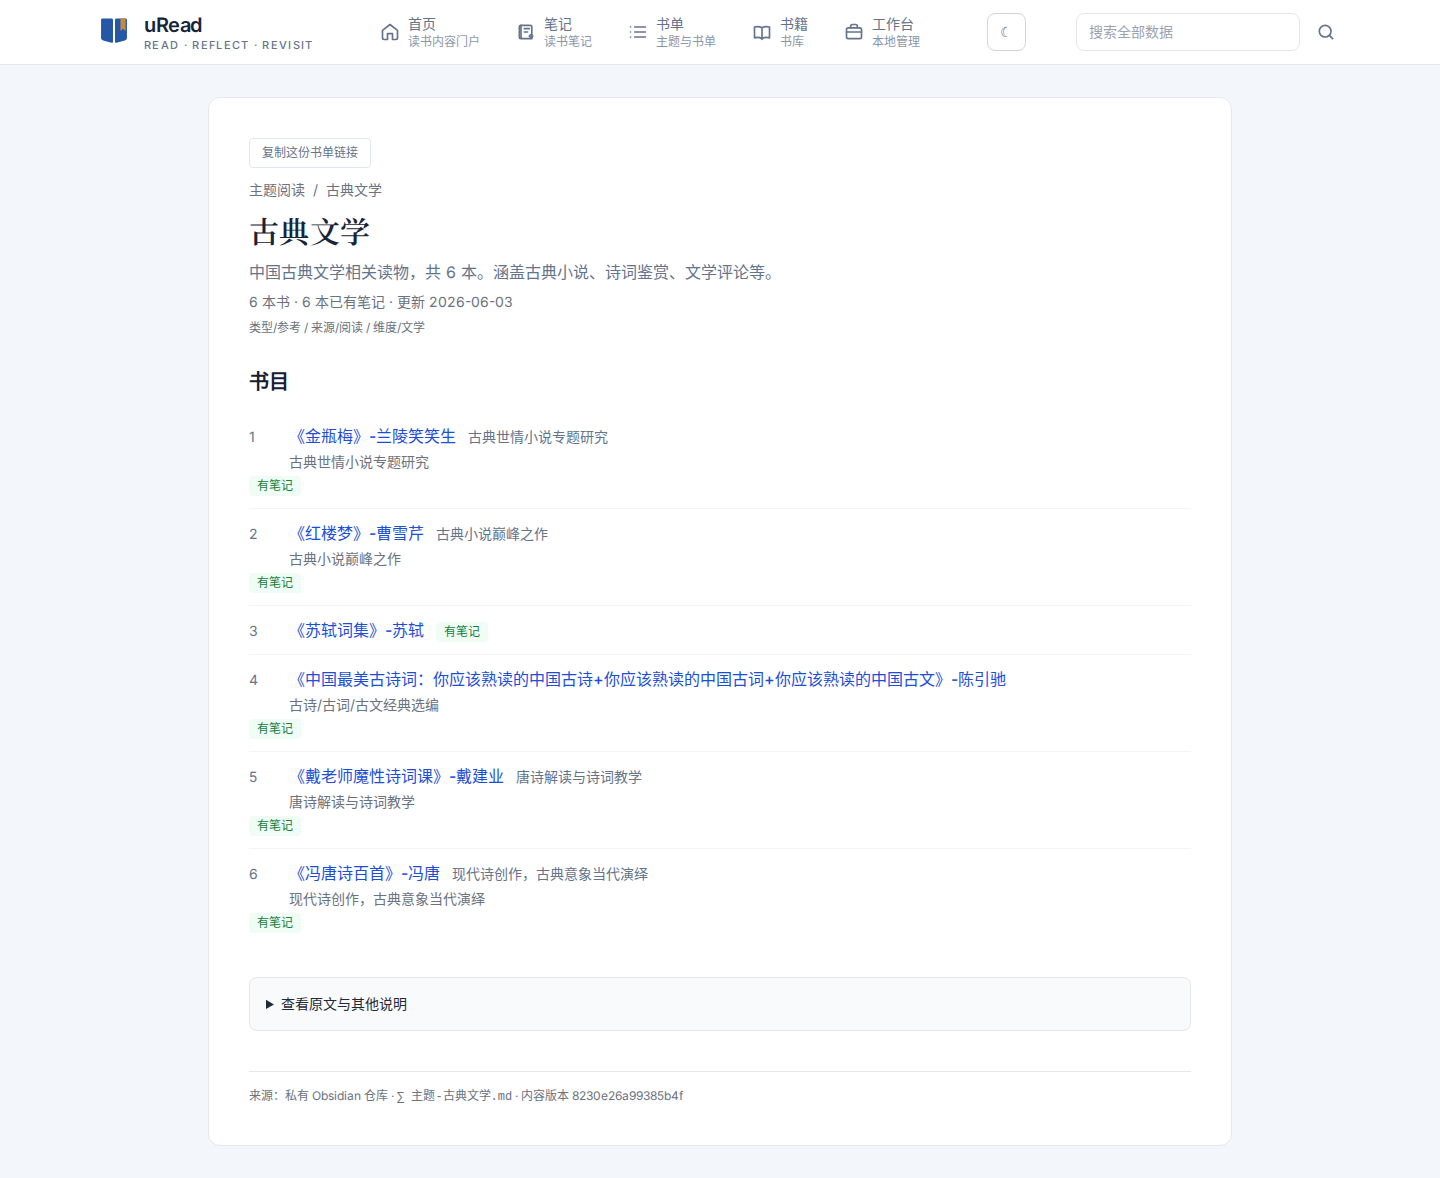 uRead
READ · REFLECT · REVISIT
首页
读书内容门户
笔记
读书笔记
书单
主题与书单
书籍
书库
工作台
本地管理
搜索全部数据
复制这份书单链接
主题阅读 / 古典文学
古典文学
中国古典文学相关读物，共 6 本。涵盖古典小说、诗词鉴赏、文学评论等。
6 本书 · 6 本已有笔记 · 更新 2026-06-03
类型/参考 / 来源/阅读 / 维度/文学
书目
1 《金瓶梅》-兰陵笑笑生 古典世情小说专题研究
古典世情小说专题研究
有笔记
2 《红楼梦》-曹雪芹 古典小说巅峰之作
古典小说巅峰之作
有笔记
3 《苏轼词集》-苏轼 有笔记
4 《中国最美古诗词：你应该熟读的中国古诗+你应该熟读的中国古词+你应该熟读的中国古文》-陈引驰
古诗/古词/古文经典选编
有笔记
5 《戴老师魔性诗词课》-戴建业 唐诗解读与诗词教学
唐诗解读与诗词教学
有笔记
6 《冯唐诗百首》-冯唐 现代诗创作，古典意象当代演绎
现代诗创作，古典意象当代演绎
有笔记
查看原文与其他说明
来源：私有 Obsidian 仓库 · ∑ 主题-古典文学.md · 内容版本 8230e26a99385b4f